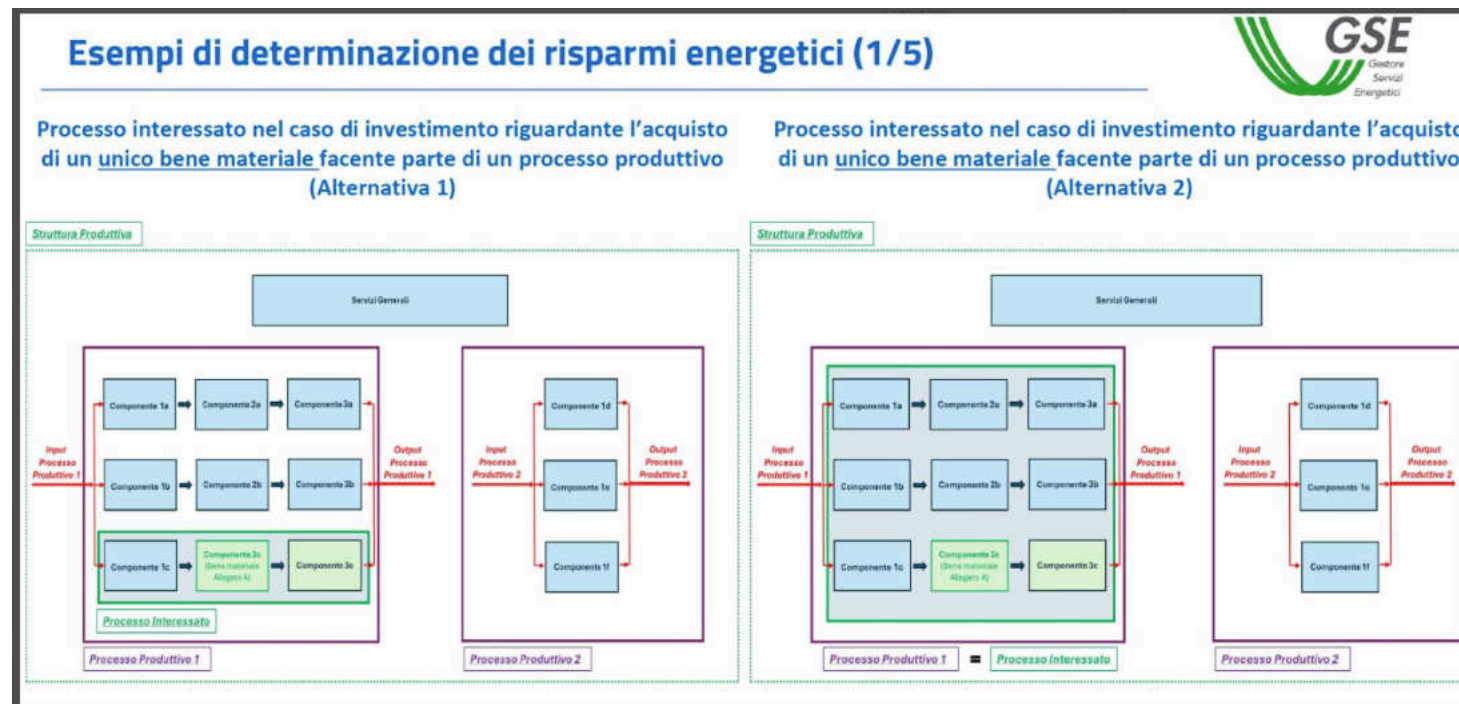 Esempi di determinazione dei risparmi energetici (1/5)
GSE
Gestore
Servizi
Energetici
Processo interessato nel caso di investimento riguardante l'acquisto
di un unico bene materiale facente parte di un processo produttivo
(Alternativa 1)
Struttura Produttiva
Servizi Generali
Componente 1a
Componente 2a
Componente 3a
Input
Processo
Produttivo 1
Componente 1b
Componente 2b
Componente 3b
Output
Processo
Produttivo 1
Componente 1c
Componente 2c
(Bene materiale
Allegato A)
Componente 3c
Processo Interessato
Processo Produttivo 1
Componente 1d
Input
Processo
Produttivo 2
Componente 1e
Output
Processo
Produttivo 2
Componente 1f
Processo Produttivo 2
Processo interessato nel caso di investimento riguardante l'acquisto
di un unico bene materiale facente parte di un processo produttivo
(Alternativa 2)
Struttura Produttiva
Servizi Generali
Componente 1a
Componente 2a
Componente 3a
Input
Processo
Produttivo 1
Componente 1b
Componente 2b
Componente 3b
Output
Processo
Produttivo 1
Componente 1c
Componente 2c
(Bene materiale
Allegato A)
Componente 3c
Processo Produttivo 1 = Processo Interessato
Componente 1d
Input
Processo
Produttivo 2
Componente 1e
Output
Processo
Produttivo 2
Componente 1f
Processo Produttivo 2